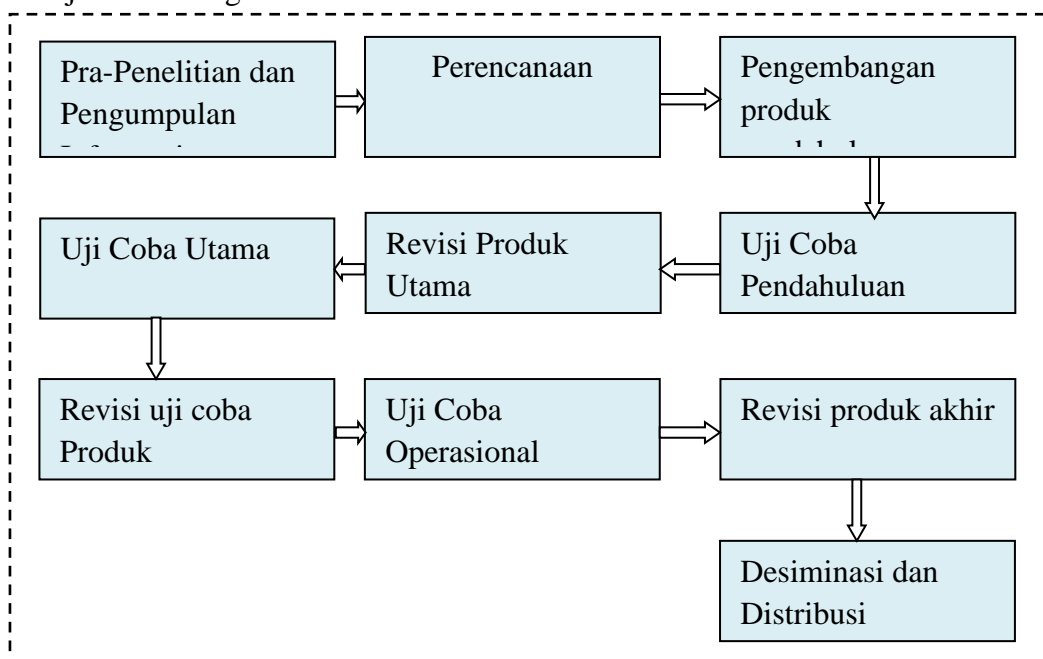 Pra-Penelitian dan
Pengumpulan
Perencanaan
Pengembangan
produk
Uji Coba
Pendahuluan
Revisi Produk
Utama
Uji Coba Utama
Revisi uji coba
Produk
Uji Coba
Operasional
Revisi produk akhir
Desiminasi dan
Distribusi